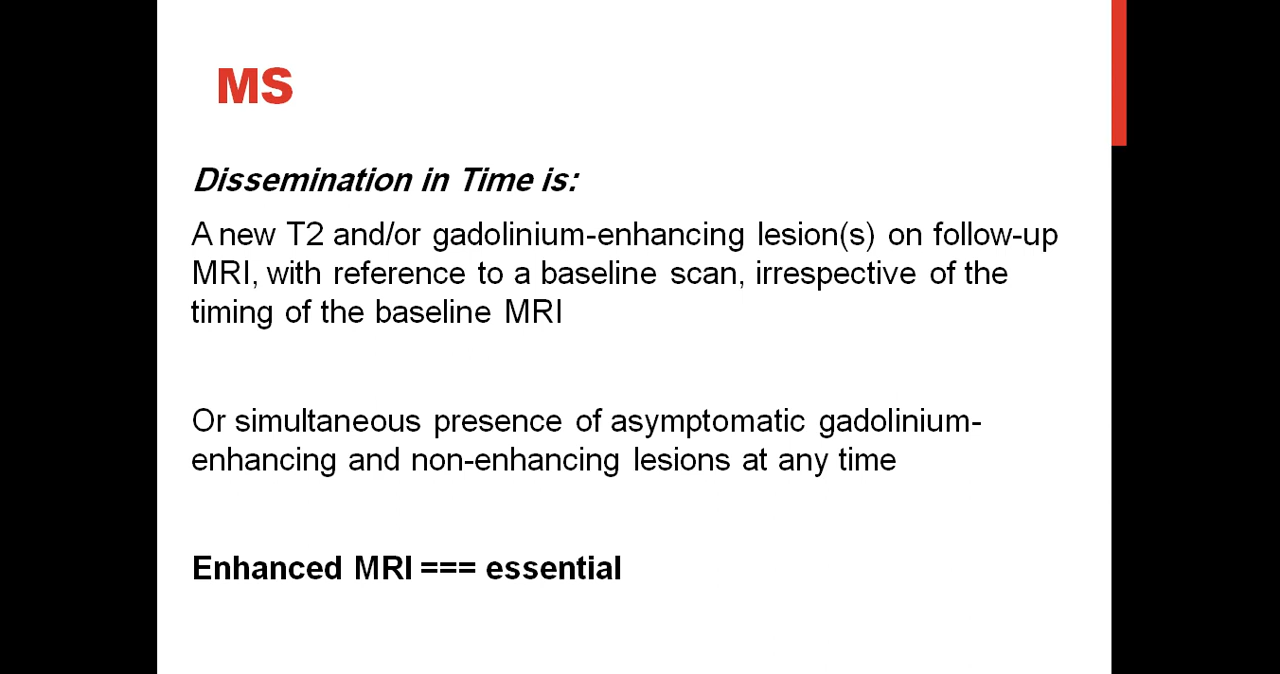 MS
Dissemination in Time is:
A new T2 and/or gadolinium-enhancing lesion(s) on follow-up
MRI, with reference to a baseline scan, irrespective of the
timing of the baseline MRI
Or simultaneous presence of asymptomatic gadolinium-
enhancing and non-enhancing lesions at any time
Enhanced MRI === essential